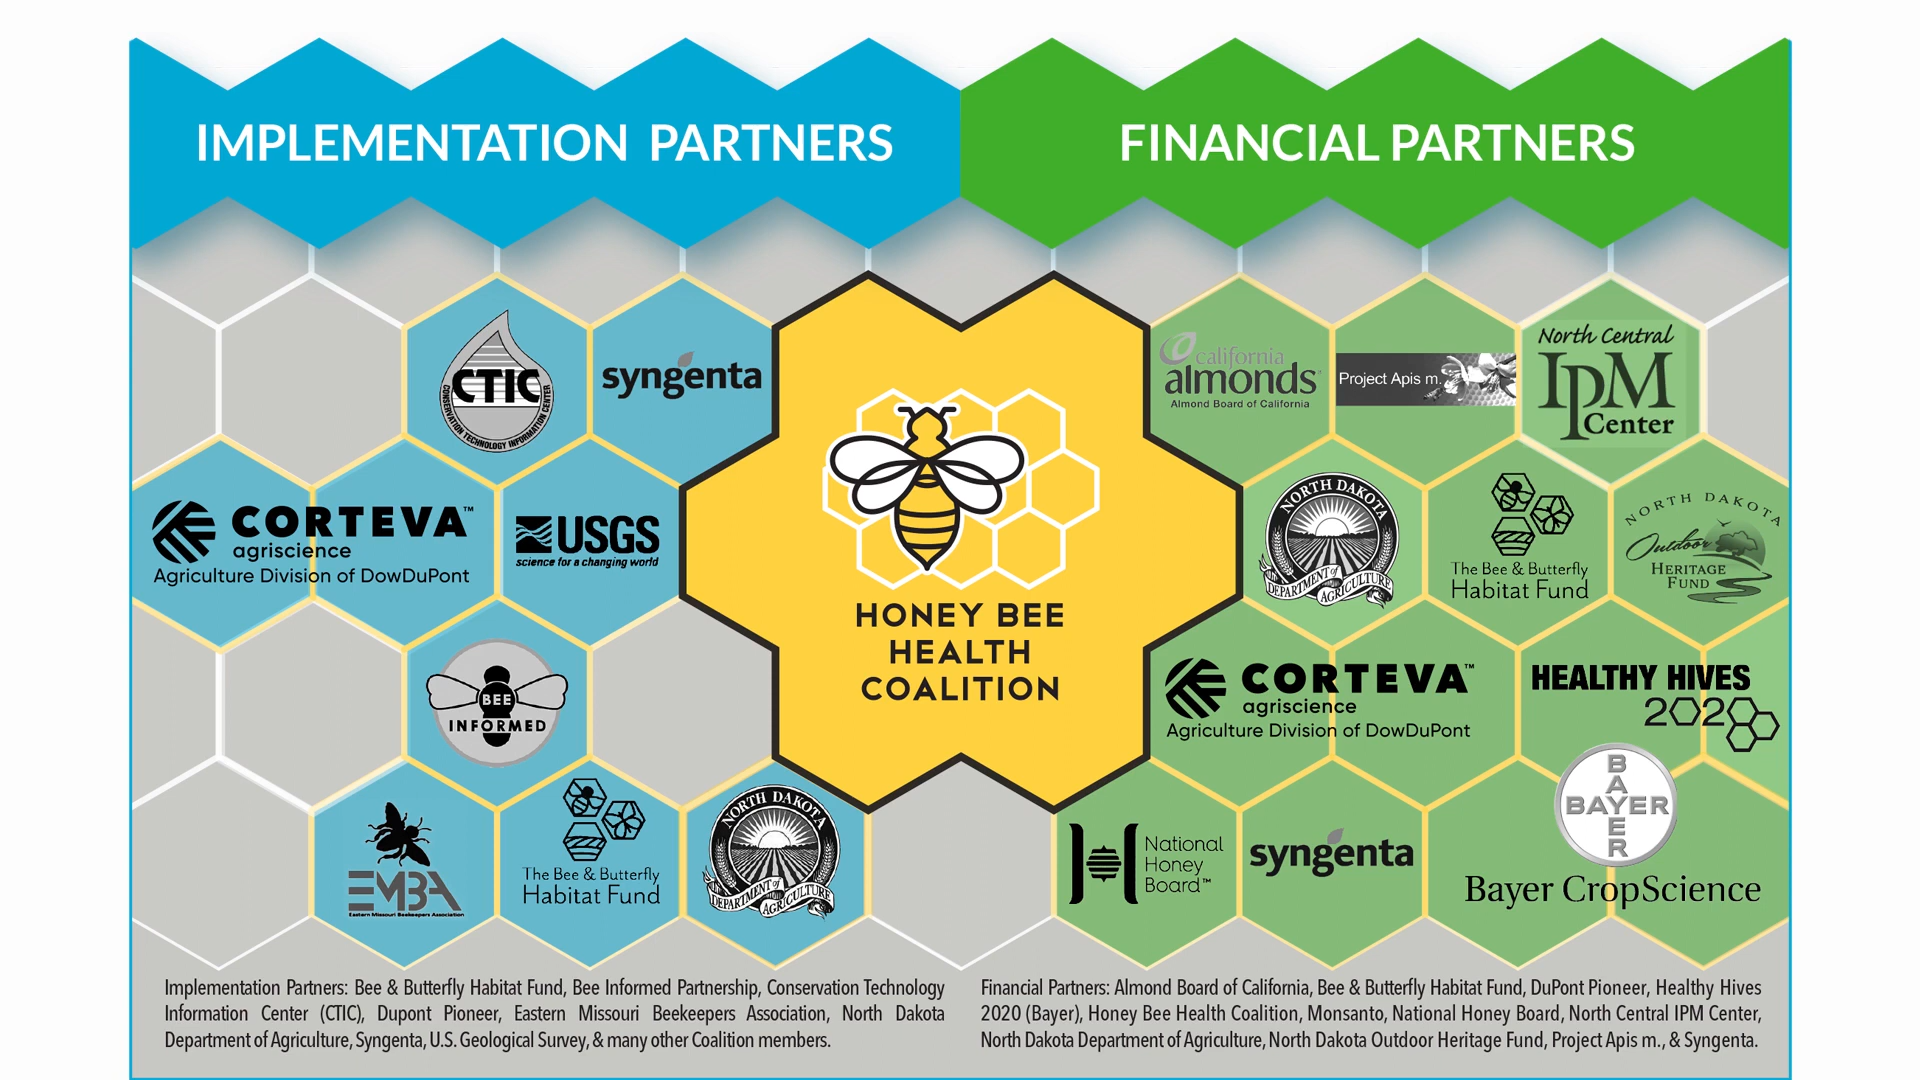 IMPLEMENTATION PARTNERS
FINANCIAL PARTNERS
CTIC
CONSERVATION TECHNOLOGY INFORMATION CENTER
syngenta
CORTEVA™
agriscience
Agriculture Division of DowDuPont
USGS
science for a changing world
BEE
INFORMED
EMBA
Eastern Missouri Beekeepers Association
The Bee & Butterfly
Habitat Fund
NORTH DAKOTA
DEPARTMENT of AGRICULTURE
HONEY BEE
HEALTH
COALITION
california
almonds®
Almond Board of California
Project Apis m.
North Central
IPM
Center
NORTH DAKOTA
DEPARTMENT of AGRICULTURE
The Bee & Butterfly
Habitat Fund
NORTH DAKOTA
Outdoor
HERITAGE
FUND
CORTEVA™
agriscience
Agriculture Division of DowDuPont
HEALTHY HIVES
2020
National
Honey
Board™
syngenta
BAYER
BAYER
Bayer CropScience
Implementation Partners: Bee & Butterfly Habitat Fund, Bee Informed Partnership, Conservation Technology
Information Center (CTIC), Dupont Pioneer, Eastern Missouri Beekeepers Association, North Dakota
Department of Agriculture, Syngenta, U.S. Geological Survey, & many other Coalition members.
Financial Partners: Almond Board of California, Bee & Butterfly Habitat Fund, DuPont Pioneer, Healthy Hives
2020 (Bayer), Honey Bee Health Coalition, Monsanto, National Honey Board, North Central IPM Center,
North Dakota Department of Agriculture, North Dakota Outdoor Heritage Fund, Project Apis m., & Syngenta.